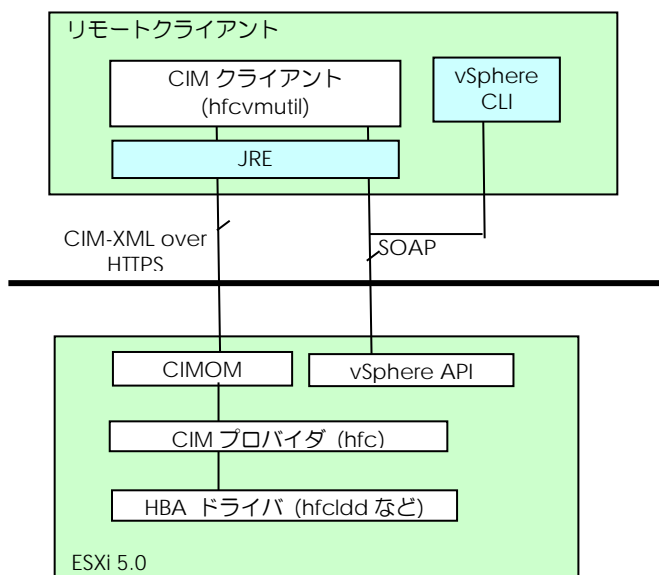 リモートクライアント
CIM クライアント
(hfcvmutil)
vSphere
CLI
JRE
CIM-XML over
HTTPS
SOAP
CIMOM
vSphere API
CIM プロバイダ (hfc)
HBA ドライバ (hfcldd など)
ESXi 5.0